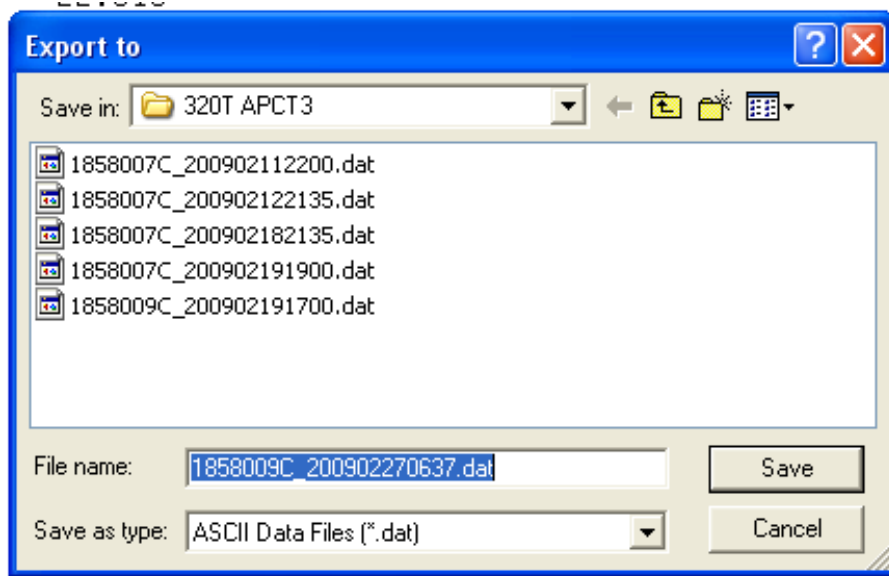 Export to
Save in: 320T APCT3
1858007C_200902112200.dat
1858007C_200902122135.dat
1858007C_200902182135.dat
1858007C_200902191900.dat
1858009C_200902191700.dat
File name: 1858009C_200902270637.dat Save
Save as type: ASCII Data Files (*.dat) Cancel